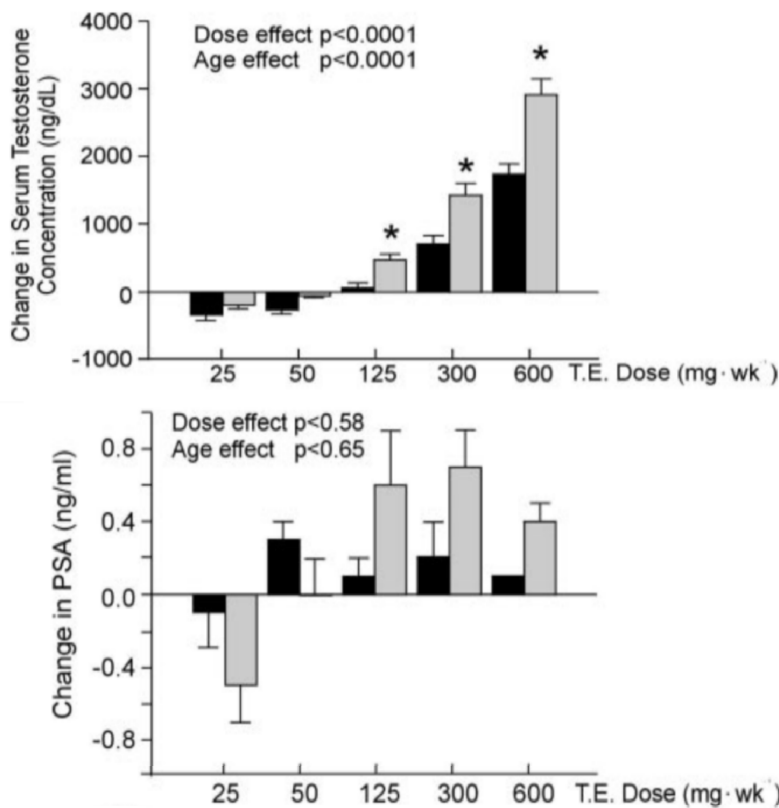 Change in Serum Testosterone
Concentration (ng/dL)
4000
3000
2000
1000
0
-1000
Dose effect p<0.0001
Age effect p<0.0001
*
*
*
25 50 125 300 600 T.E. Dose (mg·wk⁻)
Change in PSA (ng/ml)
0.8
0.4
0.0
-0.4
-0.8
Dose effect p<0.58
Age effect p<0.65
25 50 125 300 600 T.E. Dose (mg·wk⁻)